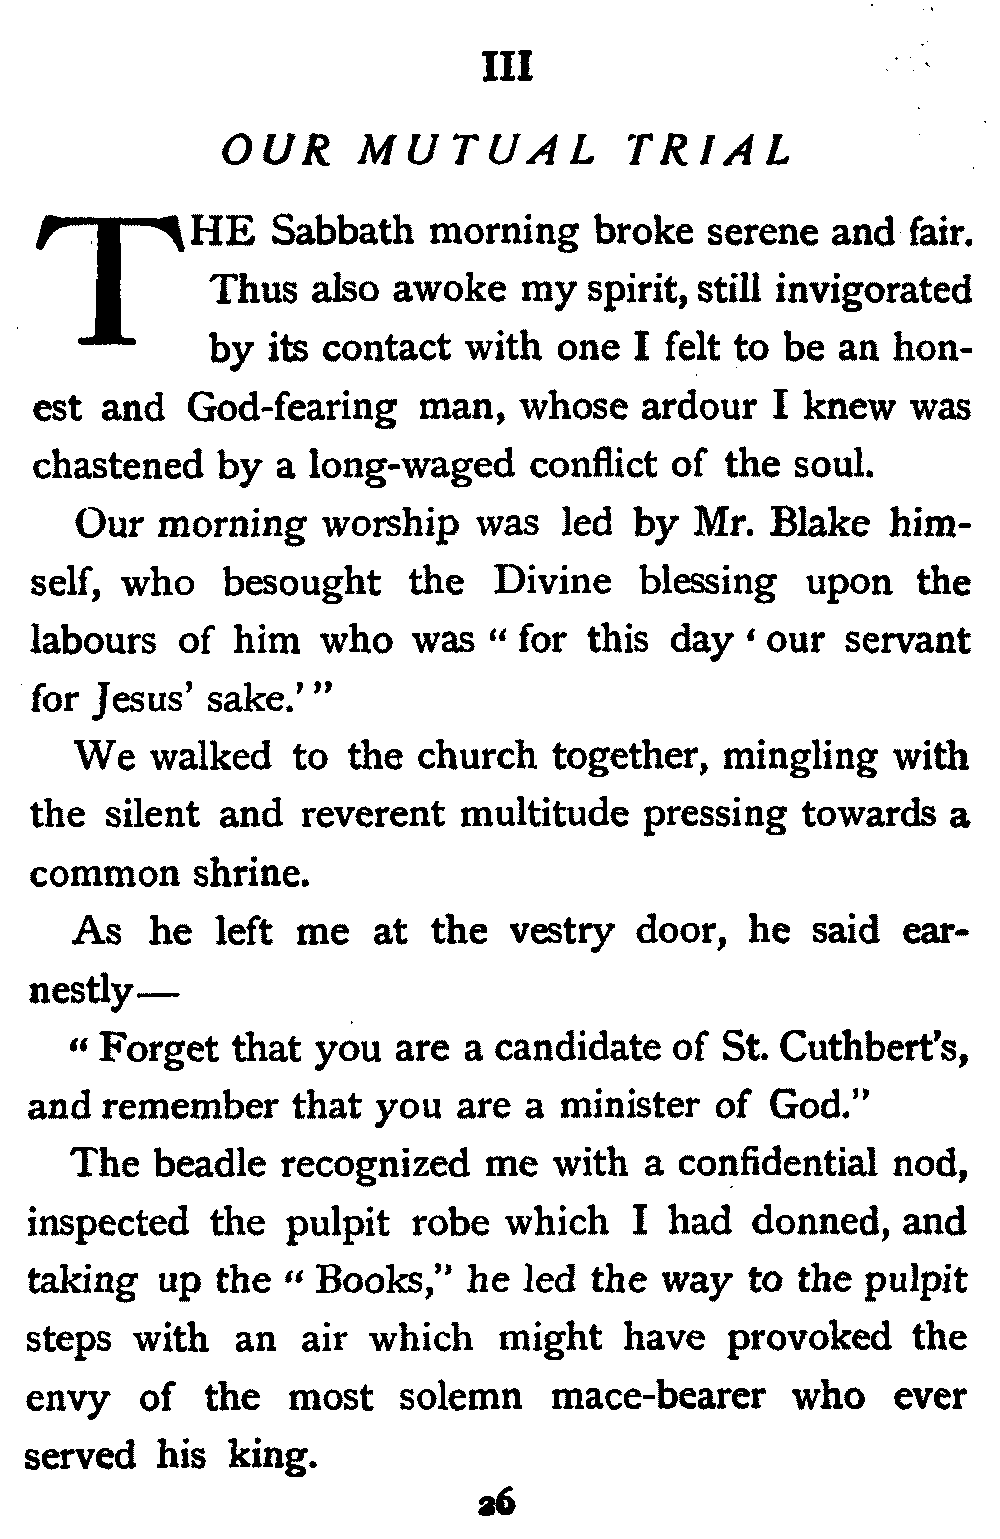 III
OUR MUTUAL TRIAL
THE Sabbath morning broke serene and fair.
Thus also awoke my spirit, still invigorated
by its contact with one I felt to be an hon-
est and God-fearing man, whose ardour I knew was
chastened by a long-waged conflict of the soul.
Our morning worship was led by Mr. Blake him-
self, who besought the Divine blessing upon the
labours of him who was “ for this day ‘ our servant
for Jesus’ sake.’ ”
We walked to the church together, mingling with
the silent and reverent multitude pressing towards a
common shrine.
As he left me at the vestry door, he said ear-
nestly—
“ Forget that you are a candidate of St. Cuthbert’s,
and remember that you are a minister of God.”
The beadle recognized me with a confidential nod,
inspected the pulpit robe which I had donned, and
taking up the “ Books,” he led the way to the pulpit
steps with an air which might have provoked the
envy of the most solemn mace-bearer who ever
served his king.
26